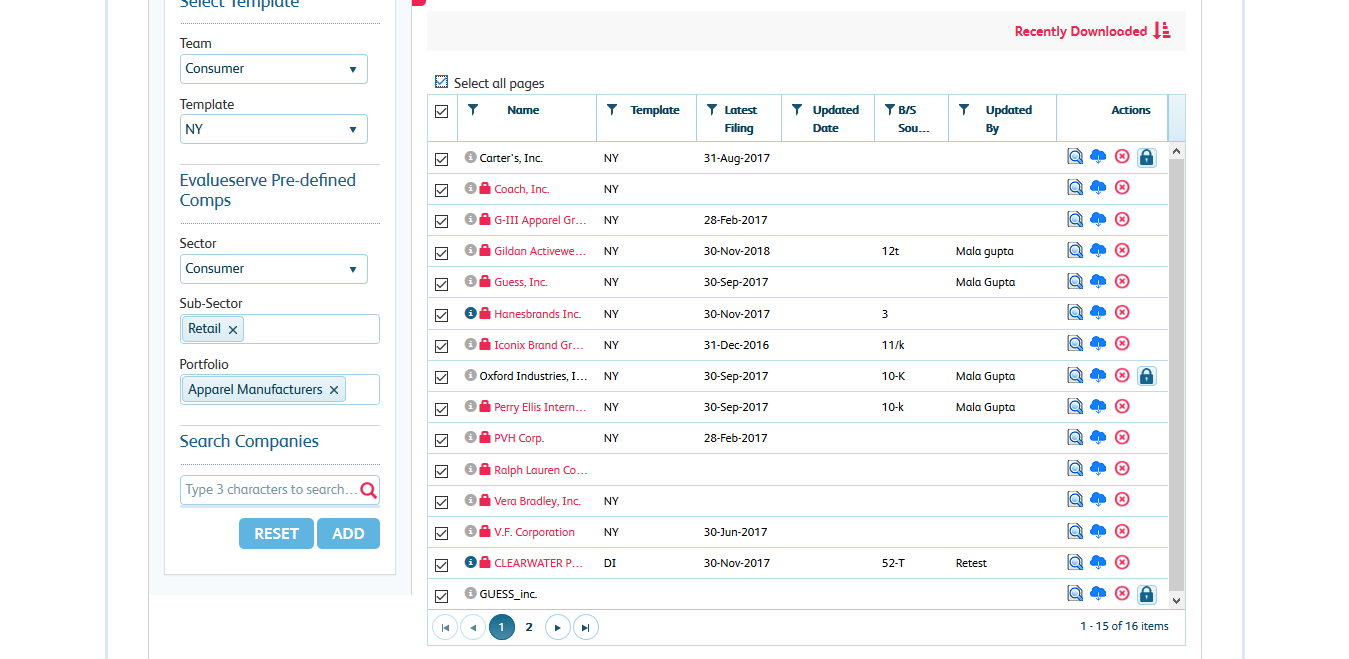 Select Template
Team
Consumer
Template
NY
Evalueserve Pre-defined
Comps
Sector
Consumer
Sub-Sector
Retail ×
Portfolio
Apparel Manufacturers ×
Search Companies
Type 3 characters to search...
RESET ADD
Recently Downloaded
Select all pages
Name Template Latest Filing Updated Date B/S Sou... Updated By Actions
Carter's, Inc. NY 31-Aug-2017
Coach, Inc. NY
G-III Apparel Gr... NY 28-Feb-2017
Gildan Activewe... NY 30-Nov-2018 12t Mala gupta
Guess, Inc. NY 30-Sep-2017 Mala Gupta
Hanesbrands Inc. NY 30-Nov-2017 3
Iconix Brand Gr... NY 31-Dec-2016 11/k
Oxford Industries, I... NY 30-Sep-2017 10-K Mala Gupta
Perry Ellis Intern... NY 30-Sep-2017 10-k Mala Gupta
PVH Corp. NY 28-Feb-2017
Ralph Lauren Co...
Vera Bradley, Inc. NY
V.F. Corporation NY 30-Jun-2017
CLEARWATER P... DI 30-Nov-2017 52-T Retest
GUESS_inc.
1 2
1 - 15 of 16 items